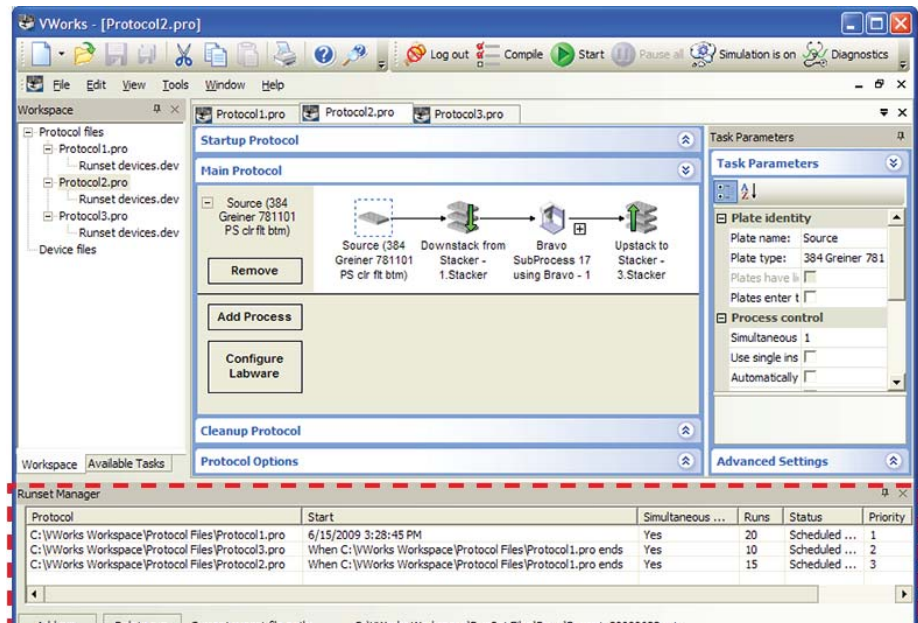 VWorks - [Protocol2.pro]
Log out Compile Start Pause all Simulation is on Diagnostics
File Edit View Tools Window Help
Workspace
Protocol files
Protocol1.pro
Runset devices.dev
Protocol2.pro
Runset devices.dev
Protocol3.pro
Runset devices.dev
Device files
Workspace Available Tasks
Protocol1.pro Protocol2.pro Protocol3.pro
Startup Protocol
Main Protocol
Source (384
Greiner 781101
PS clr flt btm)
Remove
Source (384
Greiner 781101
PS clr flt btm)
Downstack from
Stacker -
1.Stacker
Bravo
SubProcess 17
using Bravo - 1
Upstack to
Stacker -
3.Stacker
Add Process
Configure
Labware
Cleanup Protocol
Protocol Options
Task Parameters
Task Parameters
Plate identity
Plate name: Source
Plate type: 384 Greiner 781
Plates have li
Plates enter t
Process control
Simultaneous 1
Use single ins
Automatically
Advanced Settings
Runset Manager
Protocol Start Simultaneous ... Runs Status Priority
C:\VWorks Workspace\Protocol Files\Protocol1.pro 6/15/2009 3:28:45 PM Yes 20 Scheduled ... 1
C:\VWorks Workspace\Protocol Files\Protocol3.pro When C:\VWorks Workspace\Protocol Files\Protocol1.pro ends Yes 10 Scheduled ... 2
C:\VWorks Workspace\Protocol Files\Protocol2.pro When C:\VWorks Workspace\Protocol Files\Protocol1.pro ends Yes 15 Scheduled ... 3